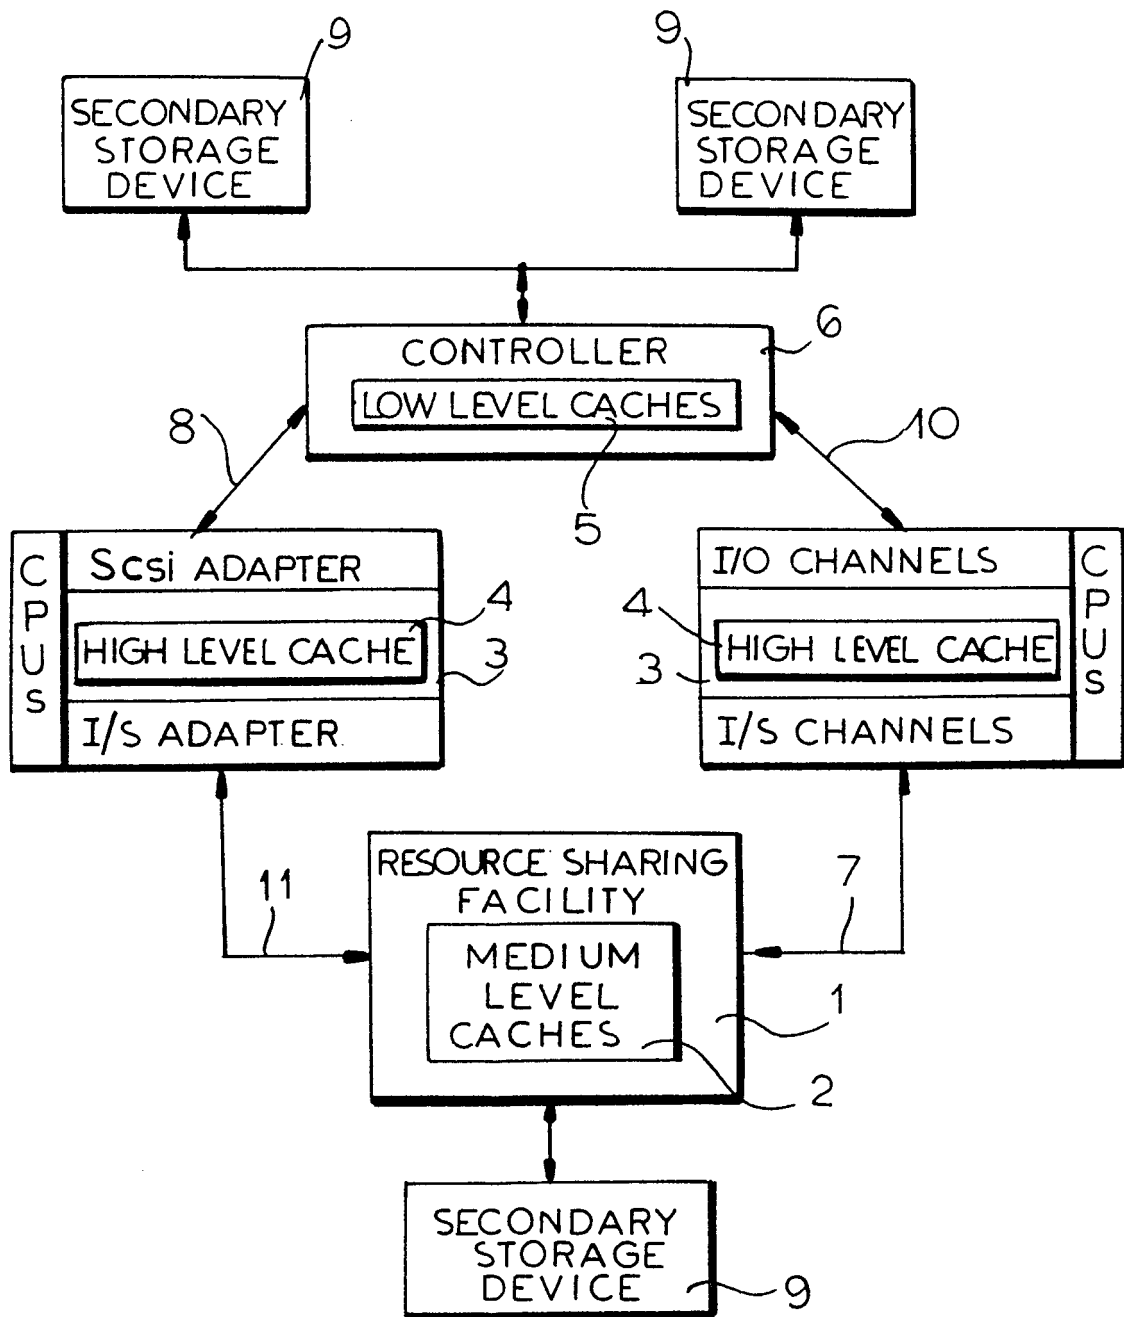 9
9
SECONDARY
STORAGE
DEVICE
SECONDARY
STORAGE
DEVICE
6
CONTROLLER
LOW LEVEL CACHES
8
10
5
CPUS
Scsi ADAPTER
4
HIGH LEVEL CACHE
3
I/S ADAPTER
I/O CHANNELS
4
HIGH LEVEL CACHE
3
I/S CHANNELS
CPUS
11
RESOURCE SHARING
FACILITY
7
MEDIUM
LEVEL
CACHES
1
2
SECONDARY
STORAGE
DEVICE
9